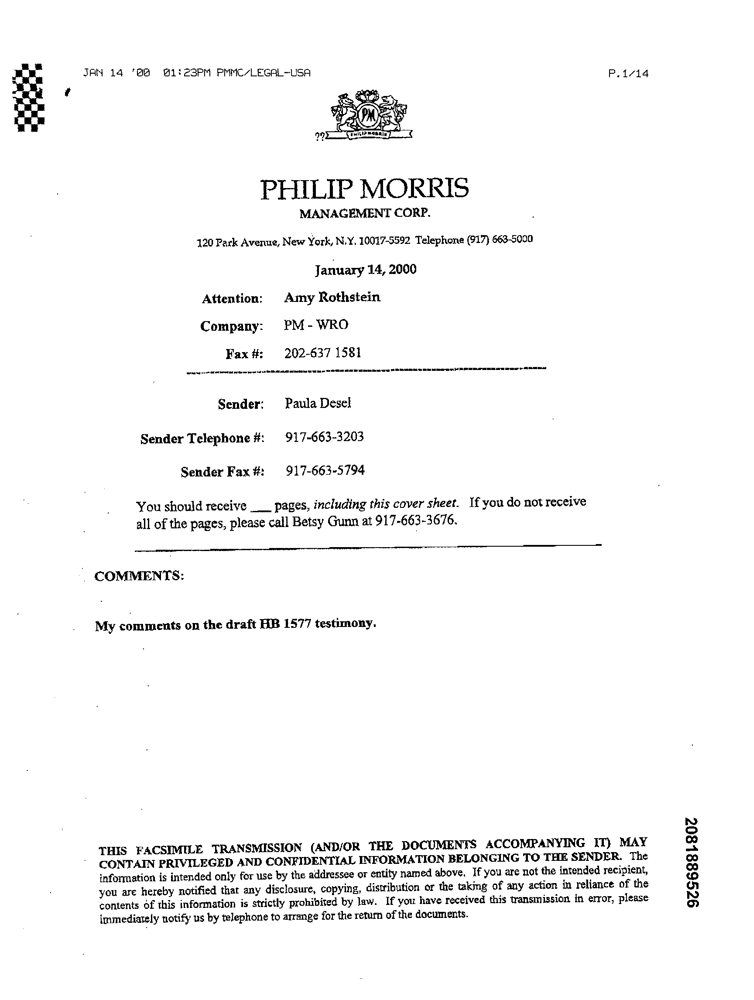 JAN 14 '00 01:23PM PMMC/LEGAL-USA P.1/14
PM
??
PHILIP MORRIS
PHILIP MORRIS
MANAGEMENT CORP.
120 Park Avenue, New York, N.Y. 10017-5592 Telephone (917) 663-5000
January 14, 2000
Attention: Amy Rothstein
Company: PM - WRO
Fax #: 202-637 1581
Sender: Paula Desel
Sender Telephone #: 917-663-3203
Sender Fax #: 917-663-5794
You should receive ___ pages, including this cover sheet. If you do not receive
all of the pages, please call Betsy Gunn at 917-663-3676.
COMMENTS:
My comments on the draft HB 1577 testimony.
THIS FACSIMILE TRANSMISSION (AND/OR THE DOCUMENTS ACCOMPANYING IT) MAY
CONTAIN PRIVILEGED AND CONFIDENTIAL INFORMATION BELONGING TO THE SENDER. The
information is intended only for use by the addressee or entity named above. If you are not the intended recipient,
you are hereby notified that any disclosure, copying, distribution or the taking of any action in reliance of the
contents of this information is strictly prohibited by law. If you have received this transmission in error, please
immediately notify us by telephone to arrange for the return of the documents.
2081889526